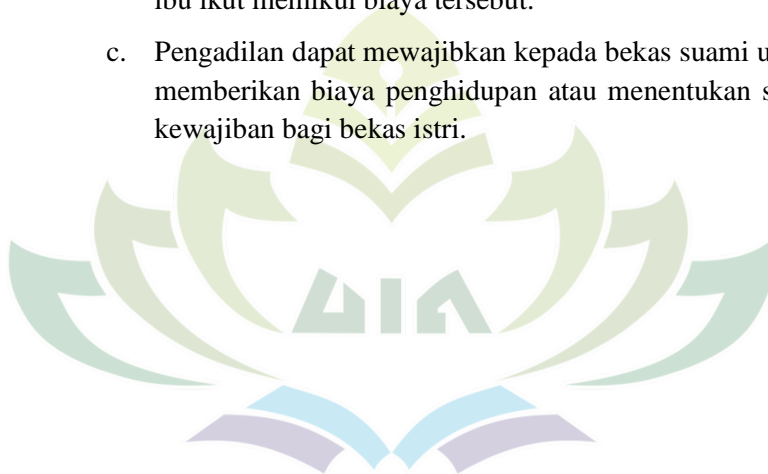 ibu ikut memikul biaya tersebut.
c. Pengadilan dapat mewajibkan kepada bekas suami u
memberikan biaya penghidupan atau menentukan s
kewajiban bagi bekas istri.
UIN